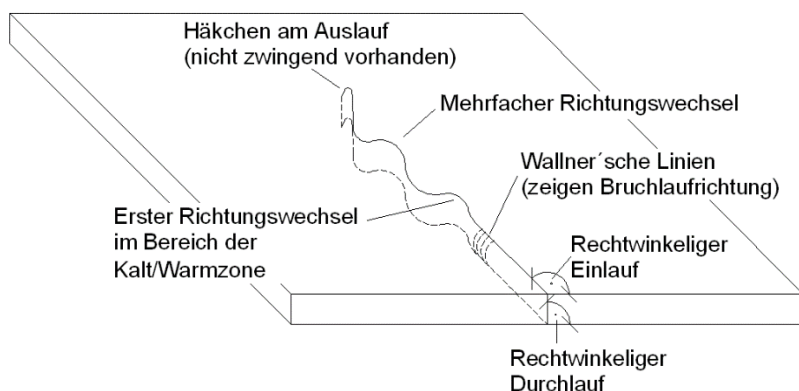 Häkchen am Auslauf
(nicht zwingend vorhanden)
Mehrfacher Richtungswechsel
Wallner´sche Linien
(zeigen Bruchlaufrichtung)
Erster Richtungswechsel
im Bereich der
Kalt/Warmzone
Rechtwinkeliger
Einlauf
Rechtwinkeliger
Durchlauf